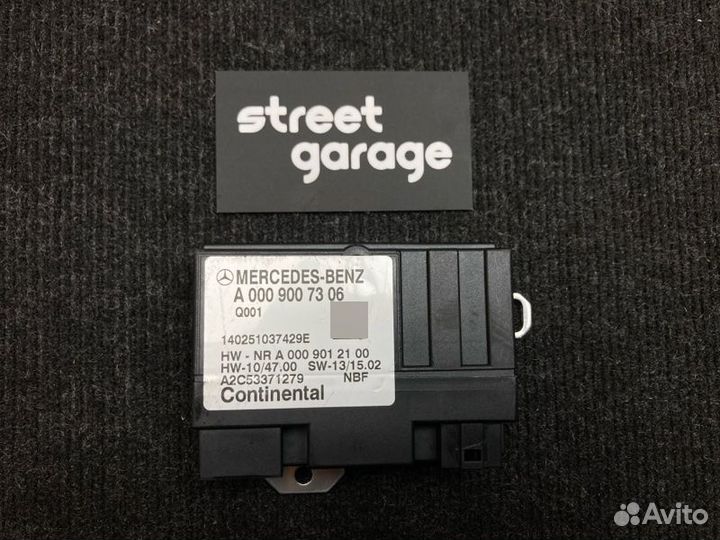 street
garage
MERCEDES-BENZ
A 000 900 73 06
Q001
140251037429E
HW - NR A 000 901 21 00
HW-10/47.00 SW-13/15.02
A2C53371279 NBF
Continental
Avito